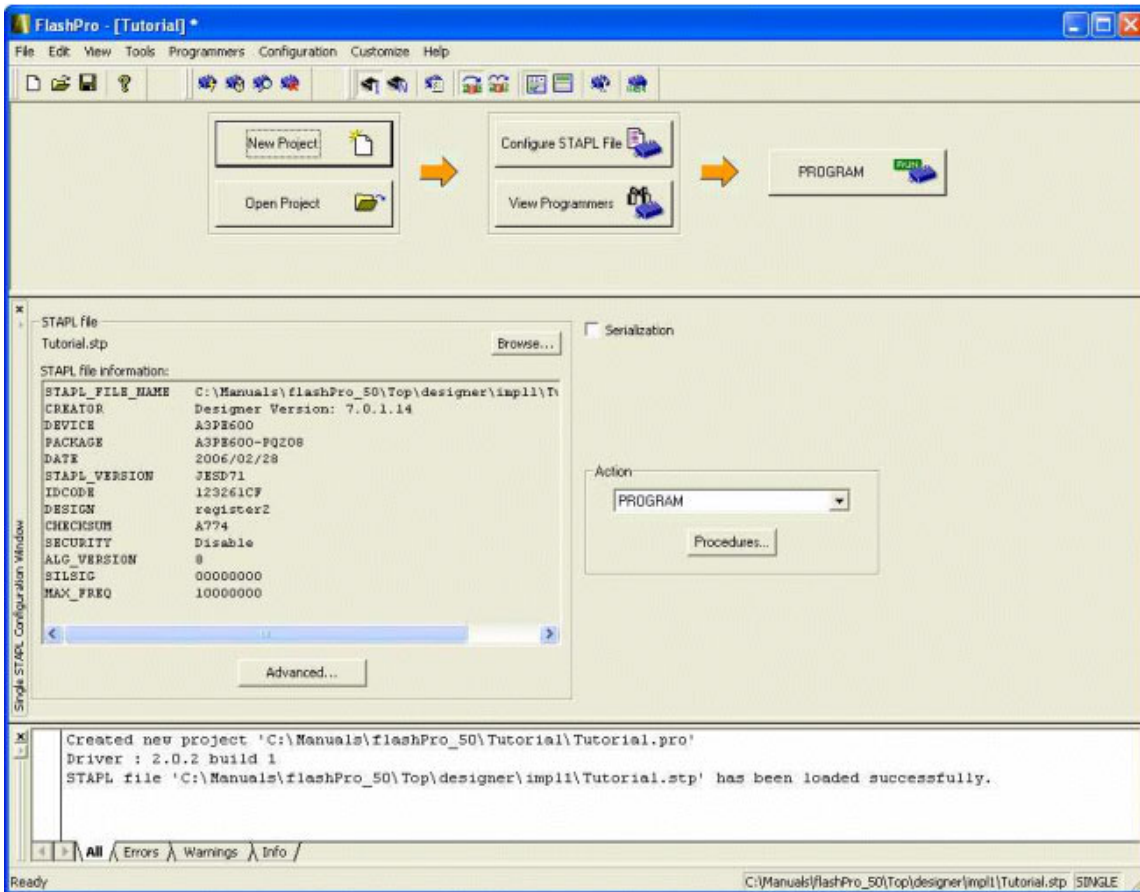 FlashPro - [Tutorial] *
File Edit View Tools Programmers Configuration Customize Help
New Project
Open Project
Configure STAPL File
View Programmers
PROGRAM
RUN
Single STAPL Configuration Window
STAPL file
Tutorial.stp
Browse...
STAPL file information:
STAPL_FILE_NAME C:\Manuals\flashPro_50\Top\designer\impl1\Tu
CREATOR Designer Version: 7.0.1.14
DEVICE A3PE600
PACKAGE A3PE600-PQ208
DATE 2006/02/28
STAPL_VERSION JESD71
IDCODE 123261CF
DESIGN register2
CHECKSUM A774
SECURITY Disable
ALG_VERSION 8
SILSIG 00000000
MAX_FREQ 10000000
Advanced...
Serialization
Action
PROGRAM
Procedures...
Created new project 'C:\Manuals\flashPro_50\Tutorial\Tutorial.pro'
Driver : 2.0.2 build 1
STAPL file 'C:\Manuals\flashPro_50\Top\designer\impl1\Tutorial.stp' has been loaded successfully.
All Errors Warnings Info
Ready
C:\Manuals\flashPro_50\Top\designer\impl1\Tutorial.stp SINGLE